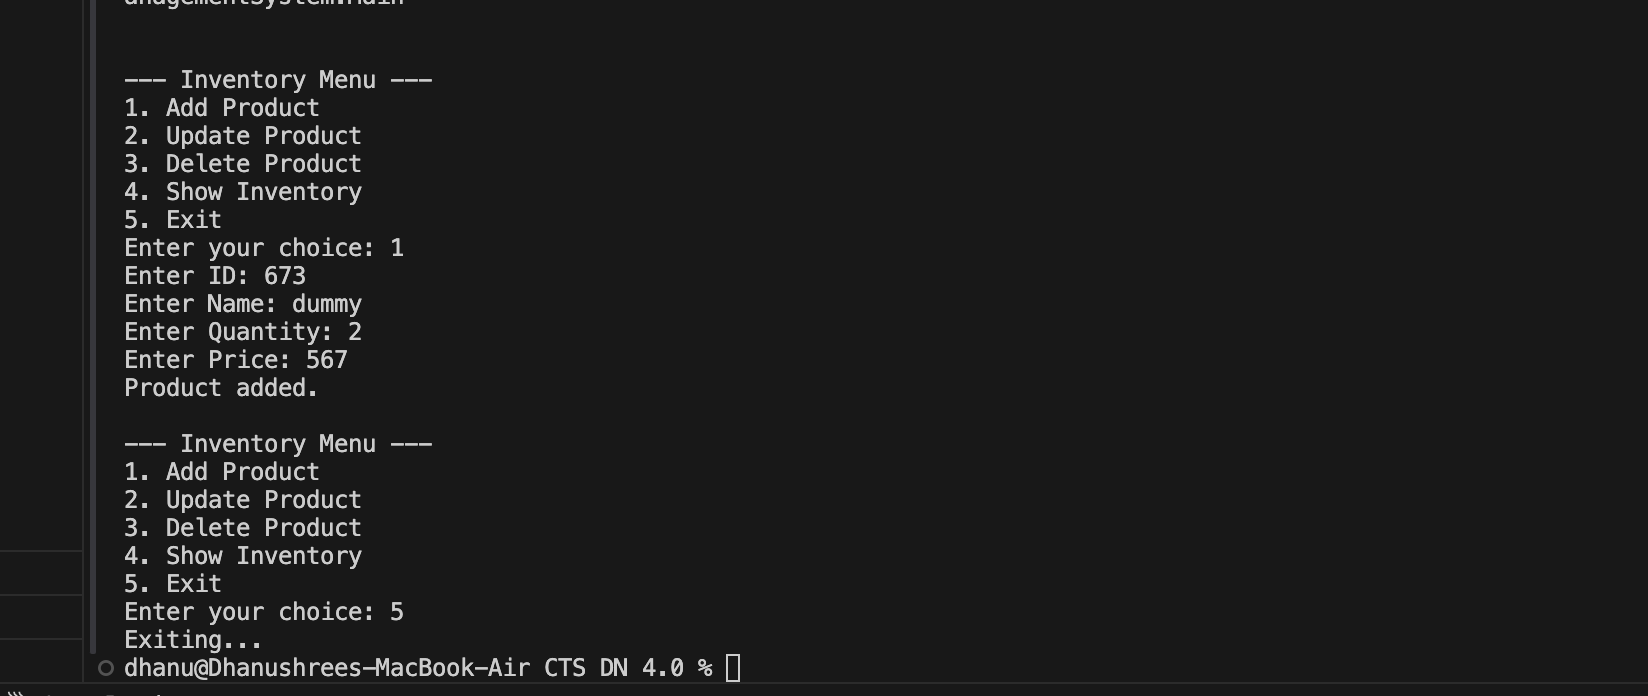 --- Inventory Menu ---
1. Add Product
2. Update Product
3. Delete Product
4. Show Inventory
5. Exit
Enter your choice: 1
Enter ID: 673
Enter Name: dummy
Enter Quantity: 2
Enter Price: 567
Product added.
--- Inventory Menu ---
1. Add Product
2. Update Product
3. Delete Product
4. Show Inventory
5. Exit
Enter your choice: 5
Exiting...
dhanu@Dhanushrees-MacBook-Air CTS DN 4.0 %